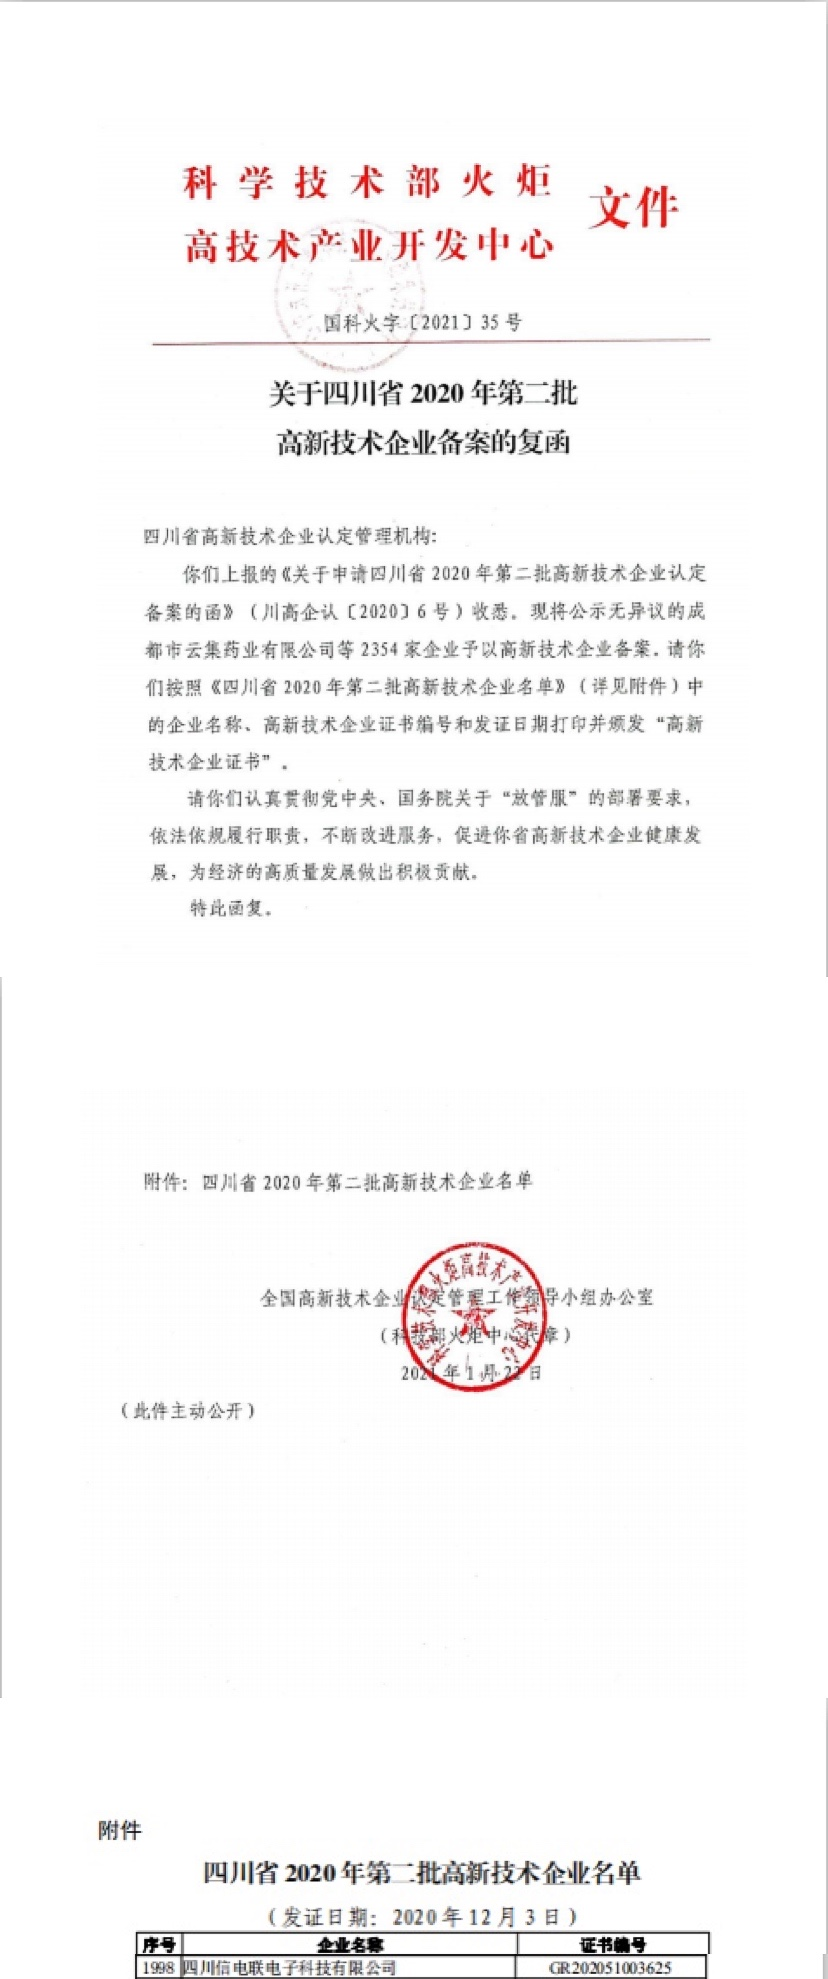 科学技术部火炬
高技术产业开发中心
文件
国科火字〔2021〕35号
关于四川省2020年第二批
高新技术企业备案的复函
四川省高新技术企业认定管理机构：
你们上报的《关于申请四川省2020年第二批高新技术企业认定
备案的函》（川高企认〔2020〕6号）收悉。现将公示无异议的成
都市云集药业有限公司等2354家企业予以高新技术企业备案。请你
们按照《四川省2020年第二批高新技术企业名单》（详见附件）中
的企业名称、高新技术企业证书编号和发证日期打印并颁发“高新
技术企业证书”。
请你们认真贯彻党中央、国务院关于“放管服”的部署要求，
依法依规履行职责，不断改进服务，促进你省高新技术企业健康发
展，为经济的高质量发展做出积极贡献。
特此函复。
附件：四川省2020年第二批高新技术企业名单
全国高新技术企业认定管理工作领导小组办公室
（科技部火炬中心代章）
2021年1月22日
（此件主动公开）
附件
四川省2020年第二批高新技术企业名单
（发证日期：2020年12月3日）
序号 企业名称 证书编号
1998 四川信电联电子科技有限公司 GR202051003625